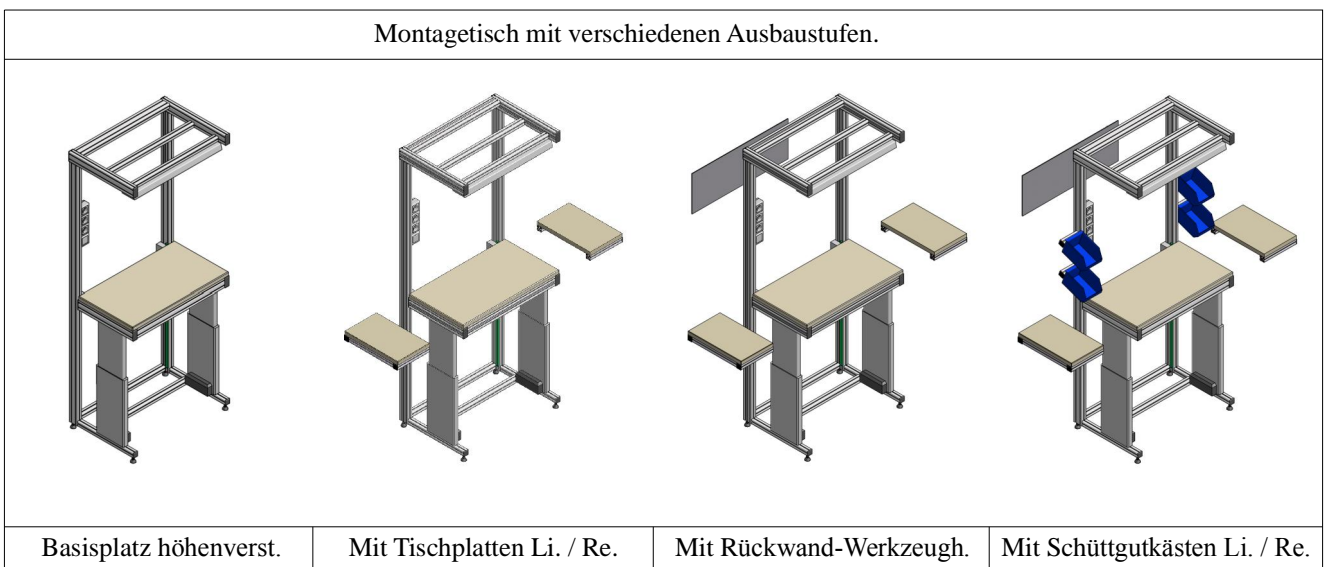 Montagetisch mit verschiedenen Ausbaustufen.
Basisplatz höhenverst.
Mit Tischplatten Li. / Re.
Mit Rückwand-Werkzeugh.
Mit Schüttgutkästen Li. / Re.